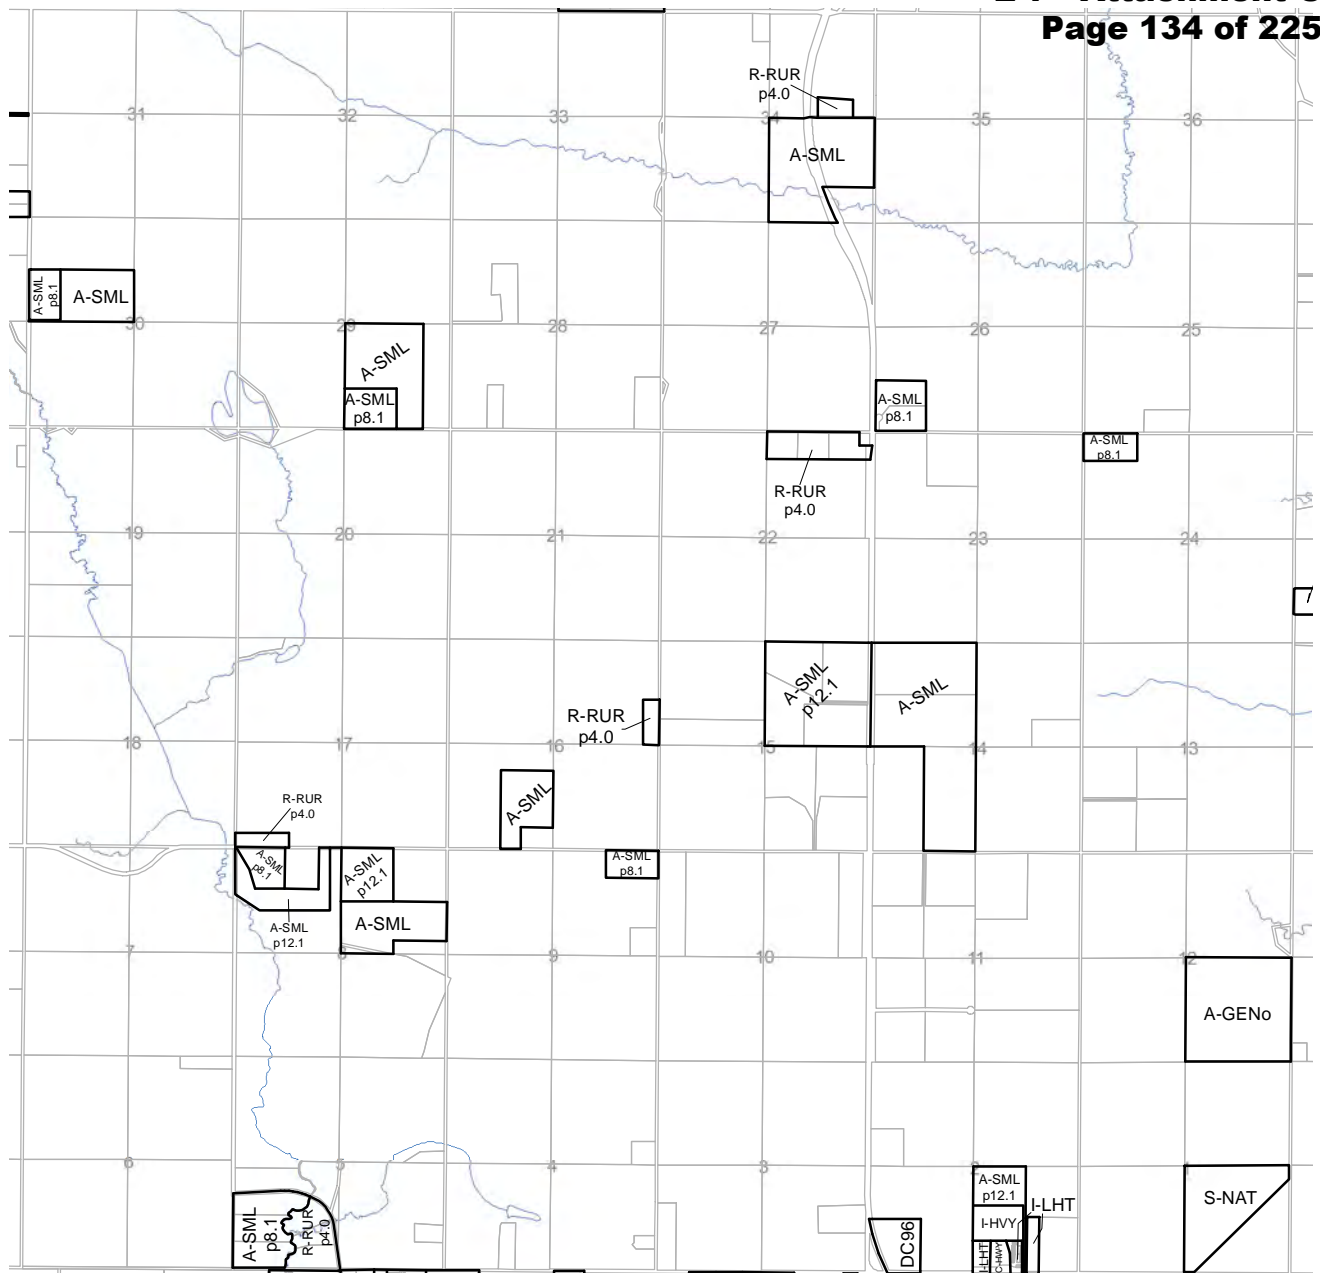 Page 134 of 225
R-RUR
p4.0
31
32
33
34
35
36
A-SML
A-SML
p8.1
A-SML
30
29
28
27
26
25
A-SML
A-SML
p8.1
A-SML
p8.1
A-SML
p8.1
R-RUR
p4.0
19
20
21
22
23
24
A-SML
p12.1
A-SML
R-RUR
p4.0
18
17
16
15
14
13
A-SML
R-RUR
p4.0
A-SML
p8.1
A-SML
p12.1
A-SML
p8.1
A-SML
p12.1
A-SML
7
8
9
10
11
12
A-GENo
6
5
4
3
2
A-SML
p12.1
S-NAT
I-LHT
I-HVY
A-SML
p8.1
R-RUR
p4.0
DC96
I-LHT
C-HWY